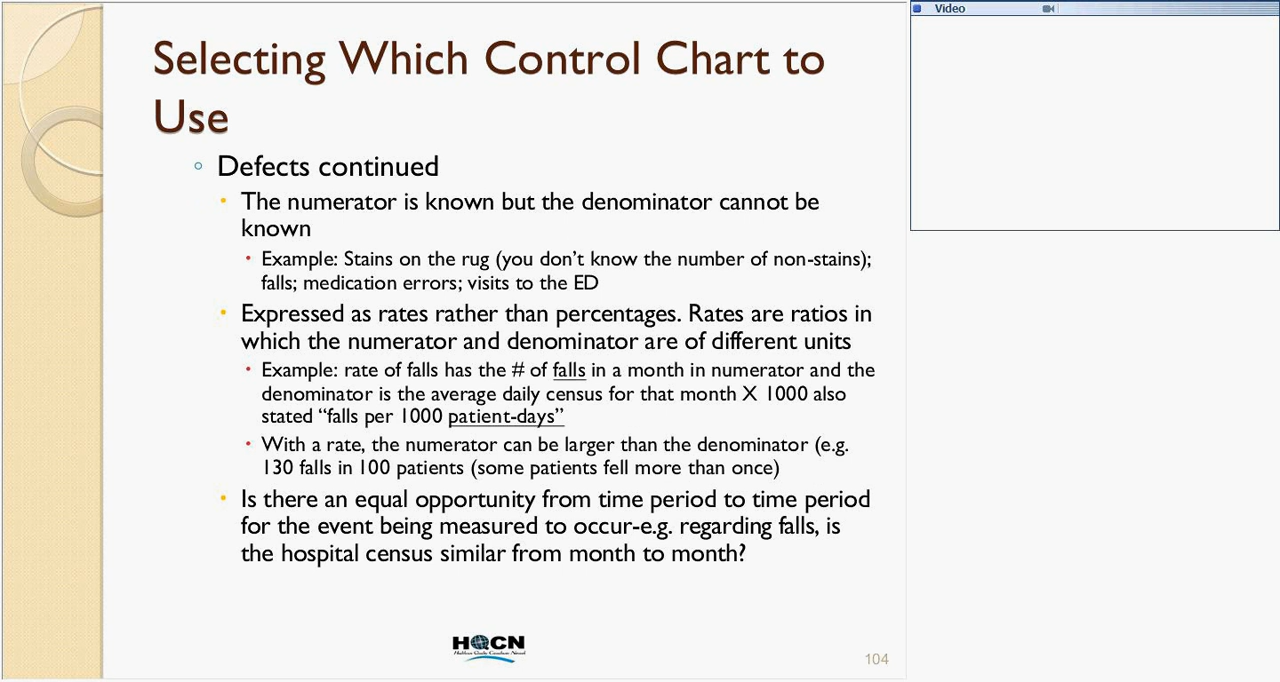 Video
Selecting Which Control Chart to
Use
Defects continued
The numerator is known but the denominator cannot be
known
Example: Stains on the rug (you don’t know the number of non-stains);
falls; medication errors; visits to the ED
Expressed as rates rather than percentages. Rates are ratios in
which the numerator and denominator are of different units
Example: rate of falls has the # of falls in a month in numerator and the
denominator is the average daily census for that month X 1000 also
stated “falls per 1000 patient-days”
With a rate, the numerator can be larger than the denominator (e.g.
130 falls in 100 patients (some patients fell more than once)
Is there an equal opportunity from time period to time period
for the event being measured to occur-e.g. regarding falls, is
the hospital census similar from month to month?
HQCN
104